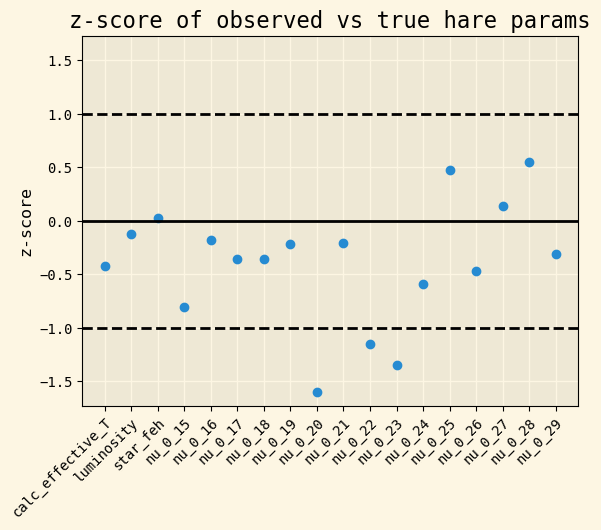 z-score of observed vs true hare params
z-score
1.5
1.0
0.5
0.0
−0.5
−1.0
−1.5
calc_effective_T
luminosity
star_feh
nu_0_15
nu_0_16
nu_0_17
nu_0_18
nu_0_19
nu_0_20
nu_0_21
nu_0_22
nu_0_23
nu_0_24
nu_0_25
nu_0_26
nu_0_27
nu_0_28
nu_0_29